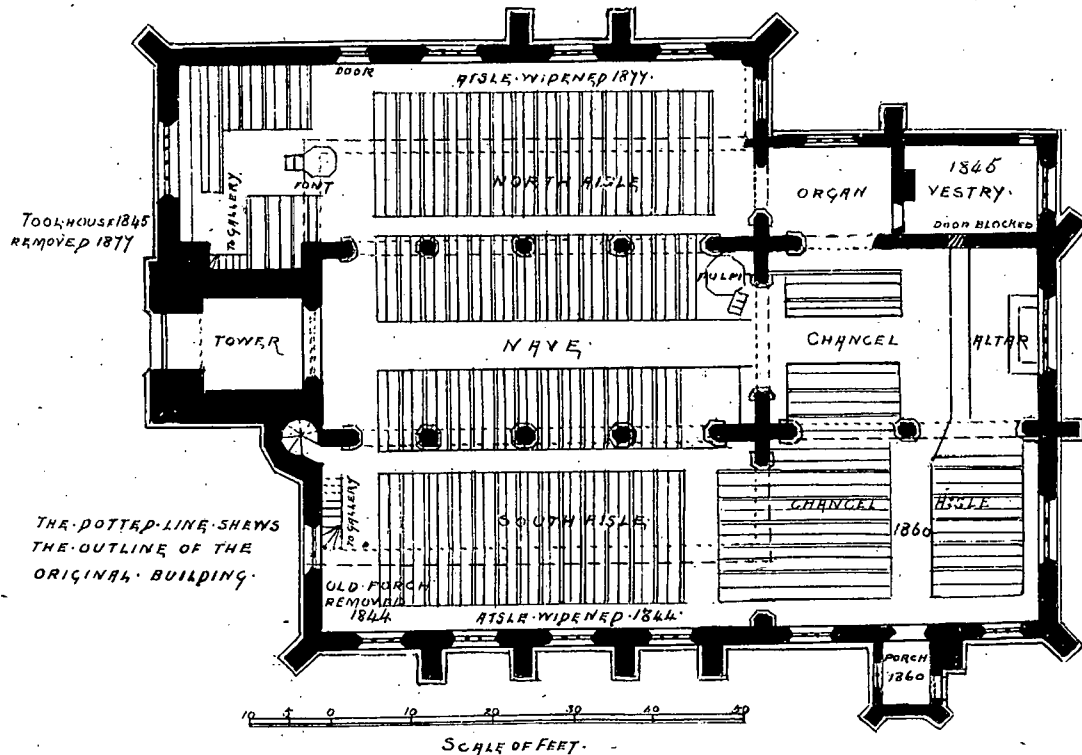 DOOR
AISLE·WIDENED 1877·
FONT
TO GALLERY
NORTH AISLE
ORGAN
1845
VESTRY·
DOOR BLOCKED
TOOLHOUSE 1845
REMOVED 1877
PULPIT
TOWER
NAVE·
CHANCEL
ALTAR
TO GALLERY
SOUTH AISLE·
CHANCEL AISLE
1860
THE·DOTTED·LINE·SHEWS
THE·OUTLINE OF THE
ORIGINAL·BUILDING·
OLD·PORCH
REMOVED
1844
AISLE·WIDENED·1844·
PORCH
1860
10 5 0 10 20 30 40 50
SCALE OF FEET·